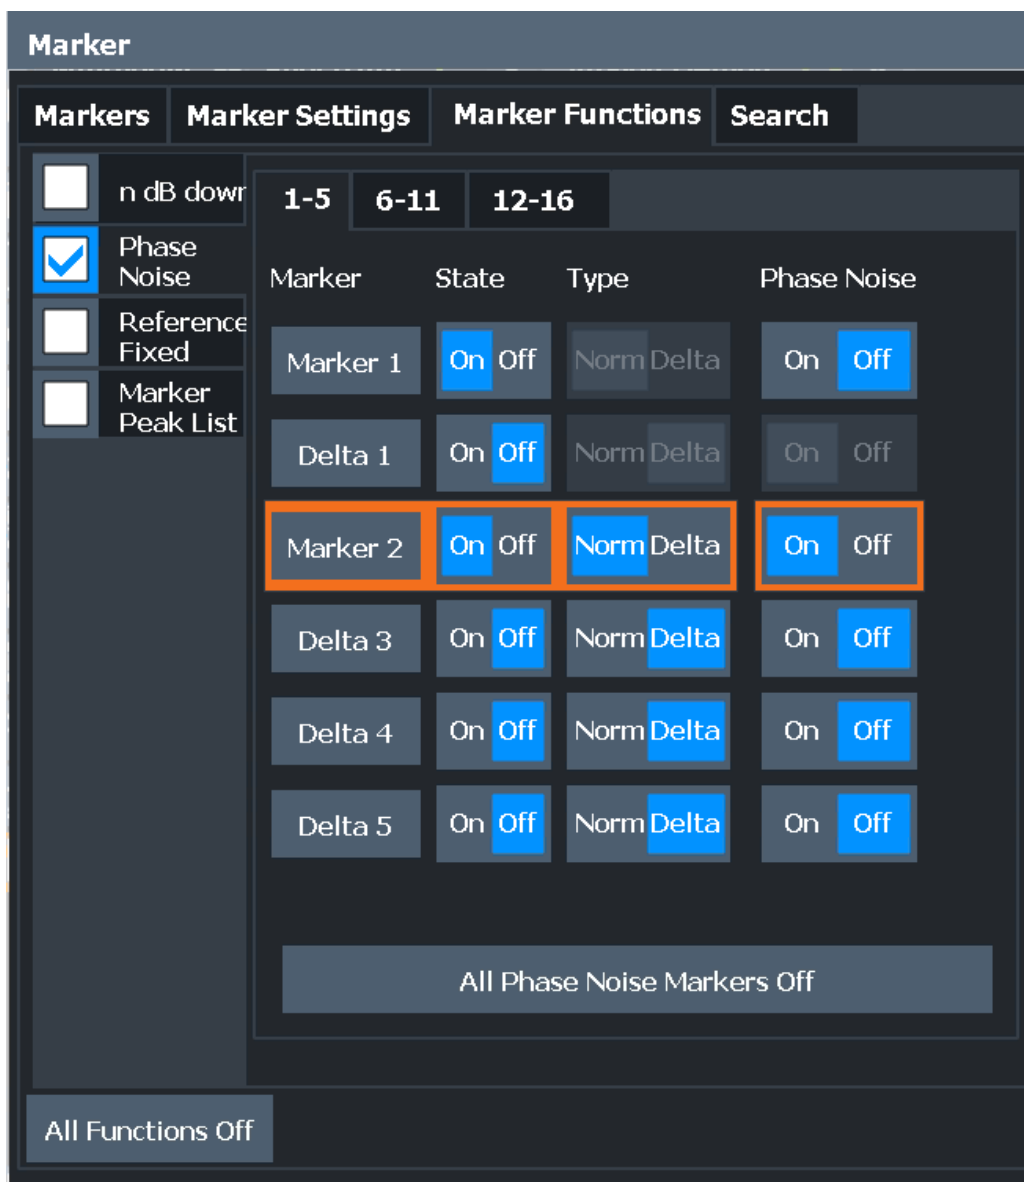 Marker
Markers Marker Settings Marker Functions Search
n dB down
1-5 6-11 12-16
Phase
Noise
Reference
Fixed
Marker
Peak List
Marker State Type Phase Noise
Marker 1 On Off Norm Delta On Off
Delta 1 On Off Norm Delta On Off
Marker 2 On Off Norm Delta On Off
Delta 3 On Off Norm Delta On Off
Delta 4 On Off Norm Delta On Off
Delta 5 On Off Norm Delta On Off
All Phase Noise Markers Off
All Functions Off